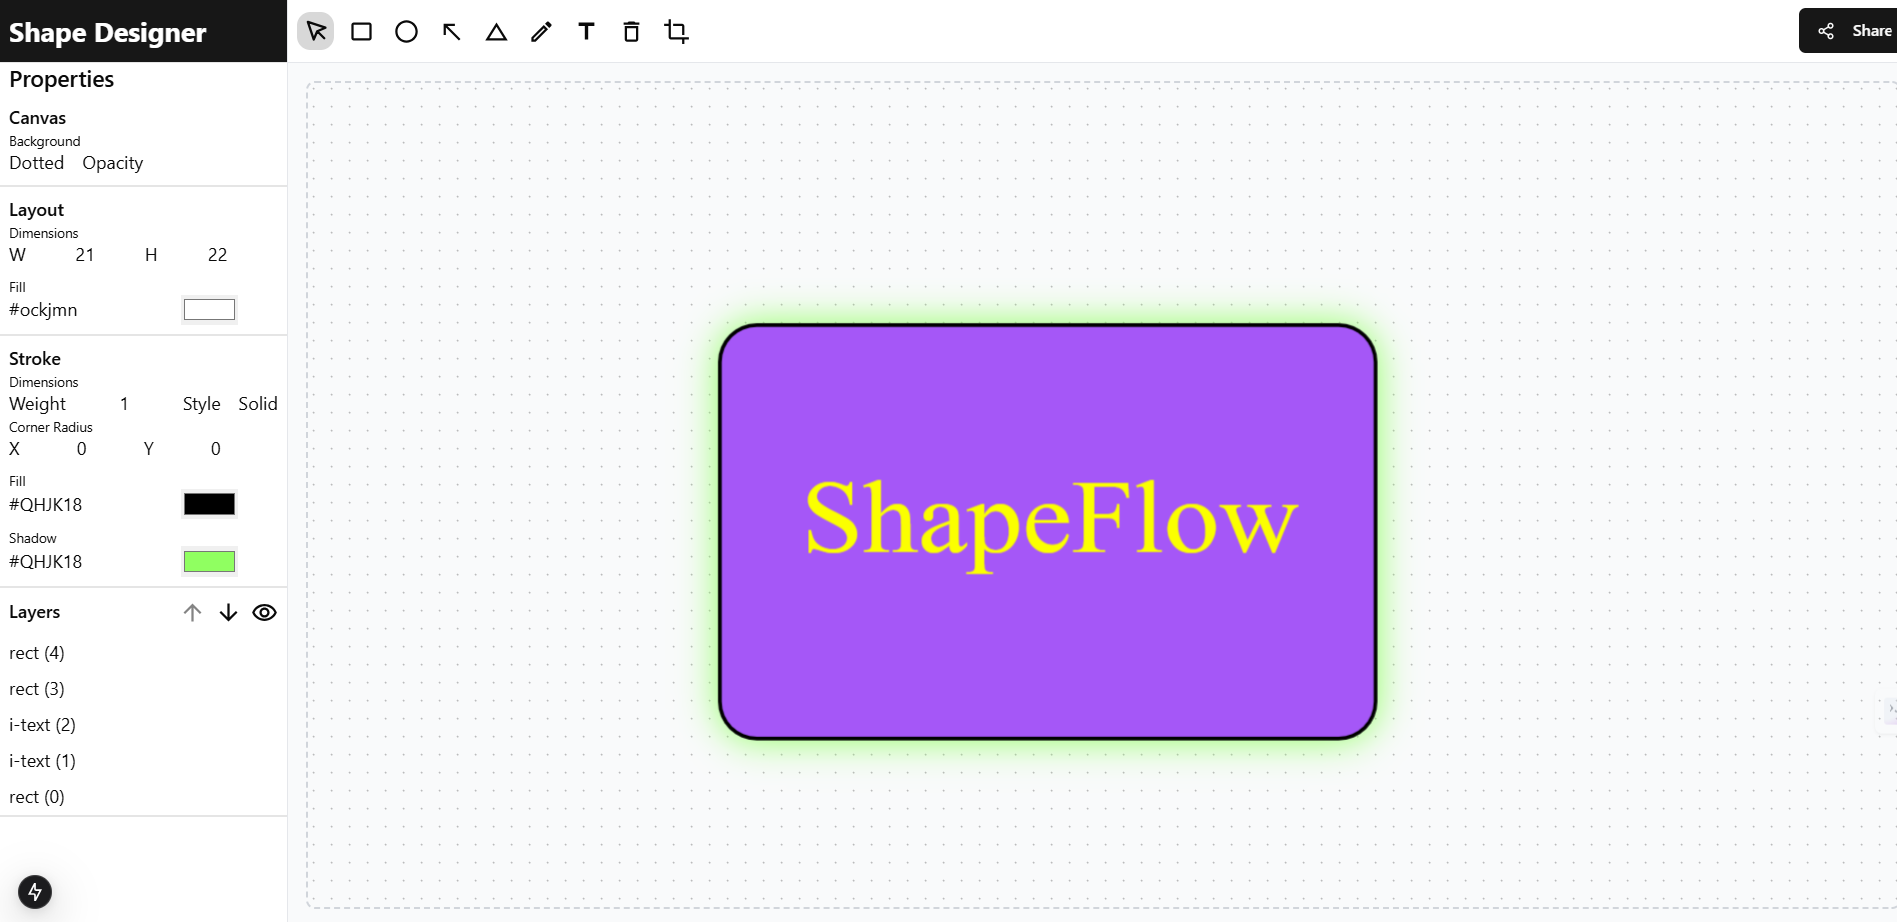 Shape Designer
T
Share
Properties
Canvas
Background
Dotted Opacity
Layout
Dimensions
W 21 H 22
Fill
#ockjmn
Stroke
Dimensions
Weight 1 Style Solid
Corner Radius
X 0 Y 0
Fill
#QHJK18
Shadow
#QHJK18
Layers
rect (4)
rect (3)
i-text (2)
i-text (1)
rect (0)
ShapeFlow